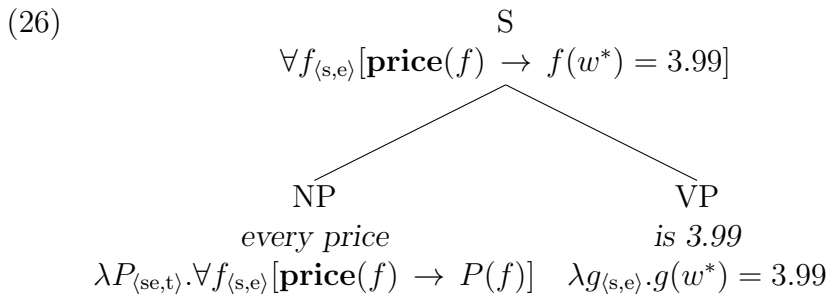 (26)
S
∀f⟨s,e⟩[price(f) → f(w*) = 3.99]
NP VP
every price is 3.99
λP⟨se,t⟩.∀f⟨s,e⟩[price(f) → P(f)] λg⟨s,e⟩.g(w*) = 3.99